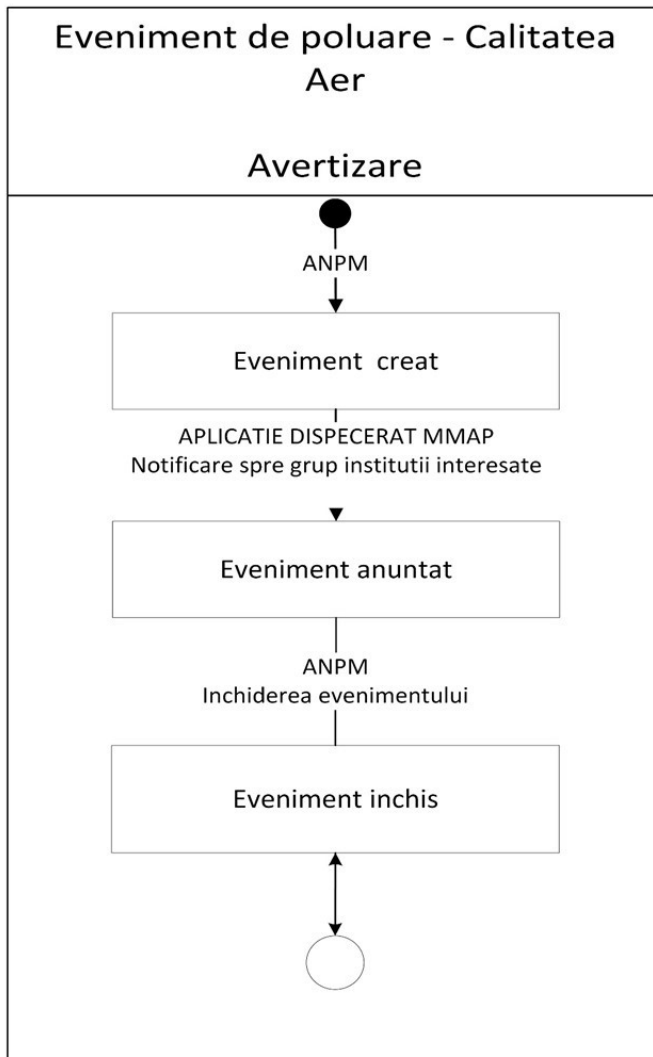 Eveniment de poluare - Calitatea
Aer
Avertizare
ANPM
Eveniment creat
APLICATIE DISPECERAT MMAP
Notificare spre grup institutii interesate
Eveniment anuntat
ANPM
Inchiderea evenimentului
Eveniment inchis